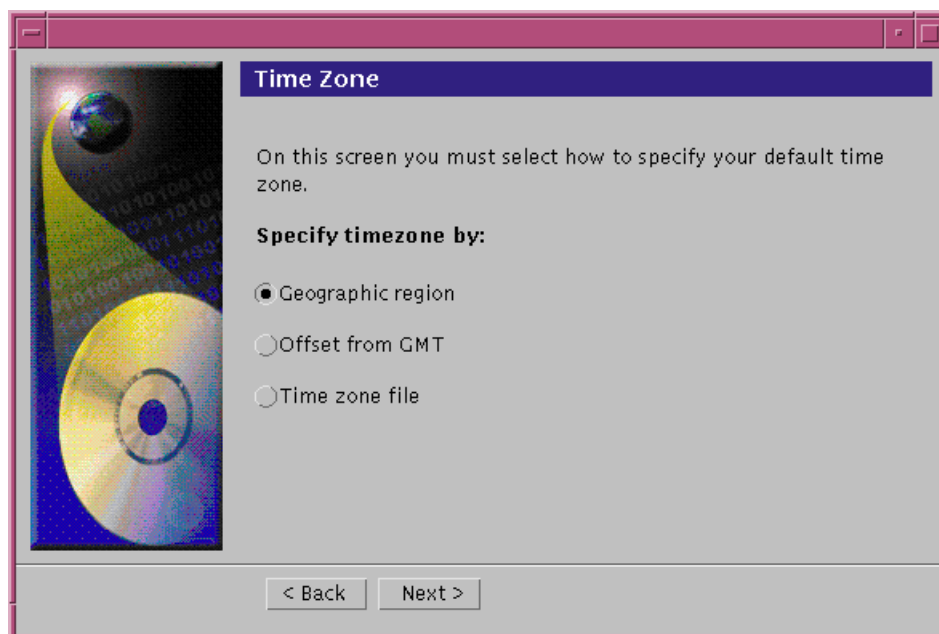 Time Zone
On this screen you must select how to specify your default time
zone.
Specify timezone by:
Geographic region
Offset from GMT
Time zone file
< Back
Next >